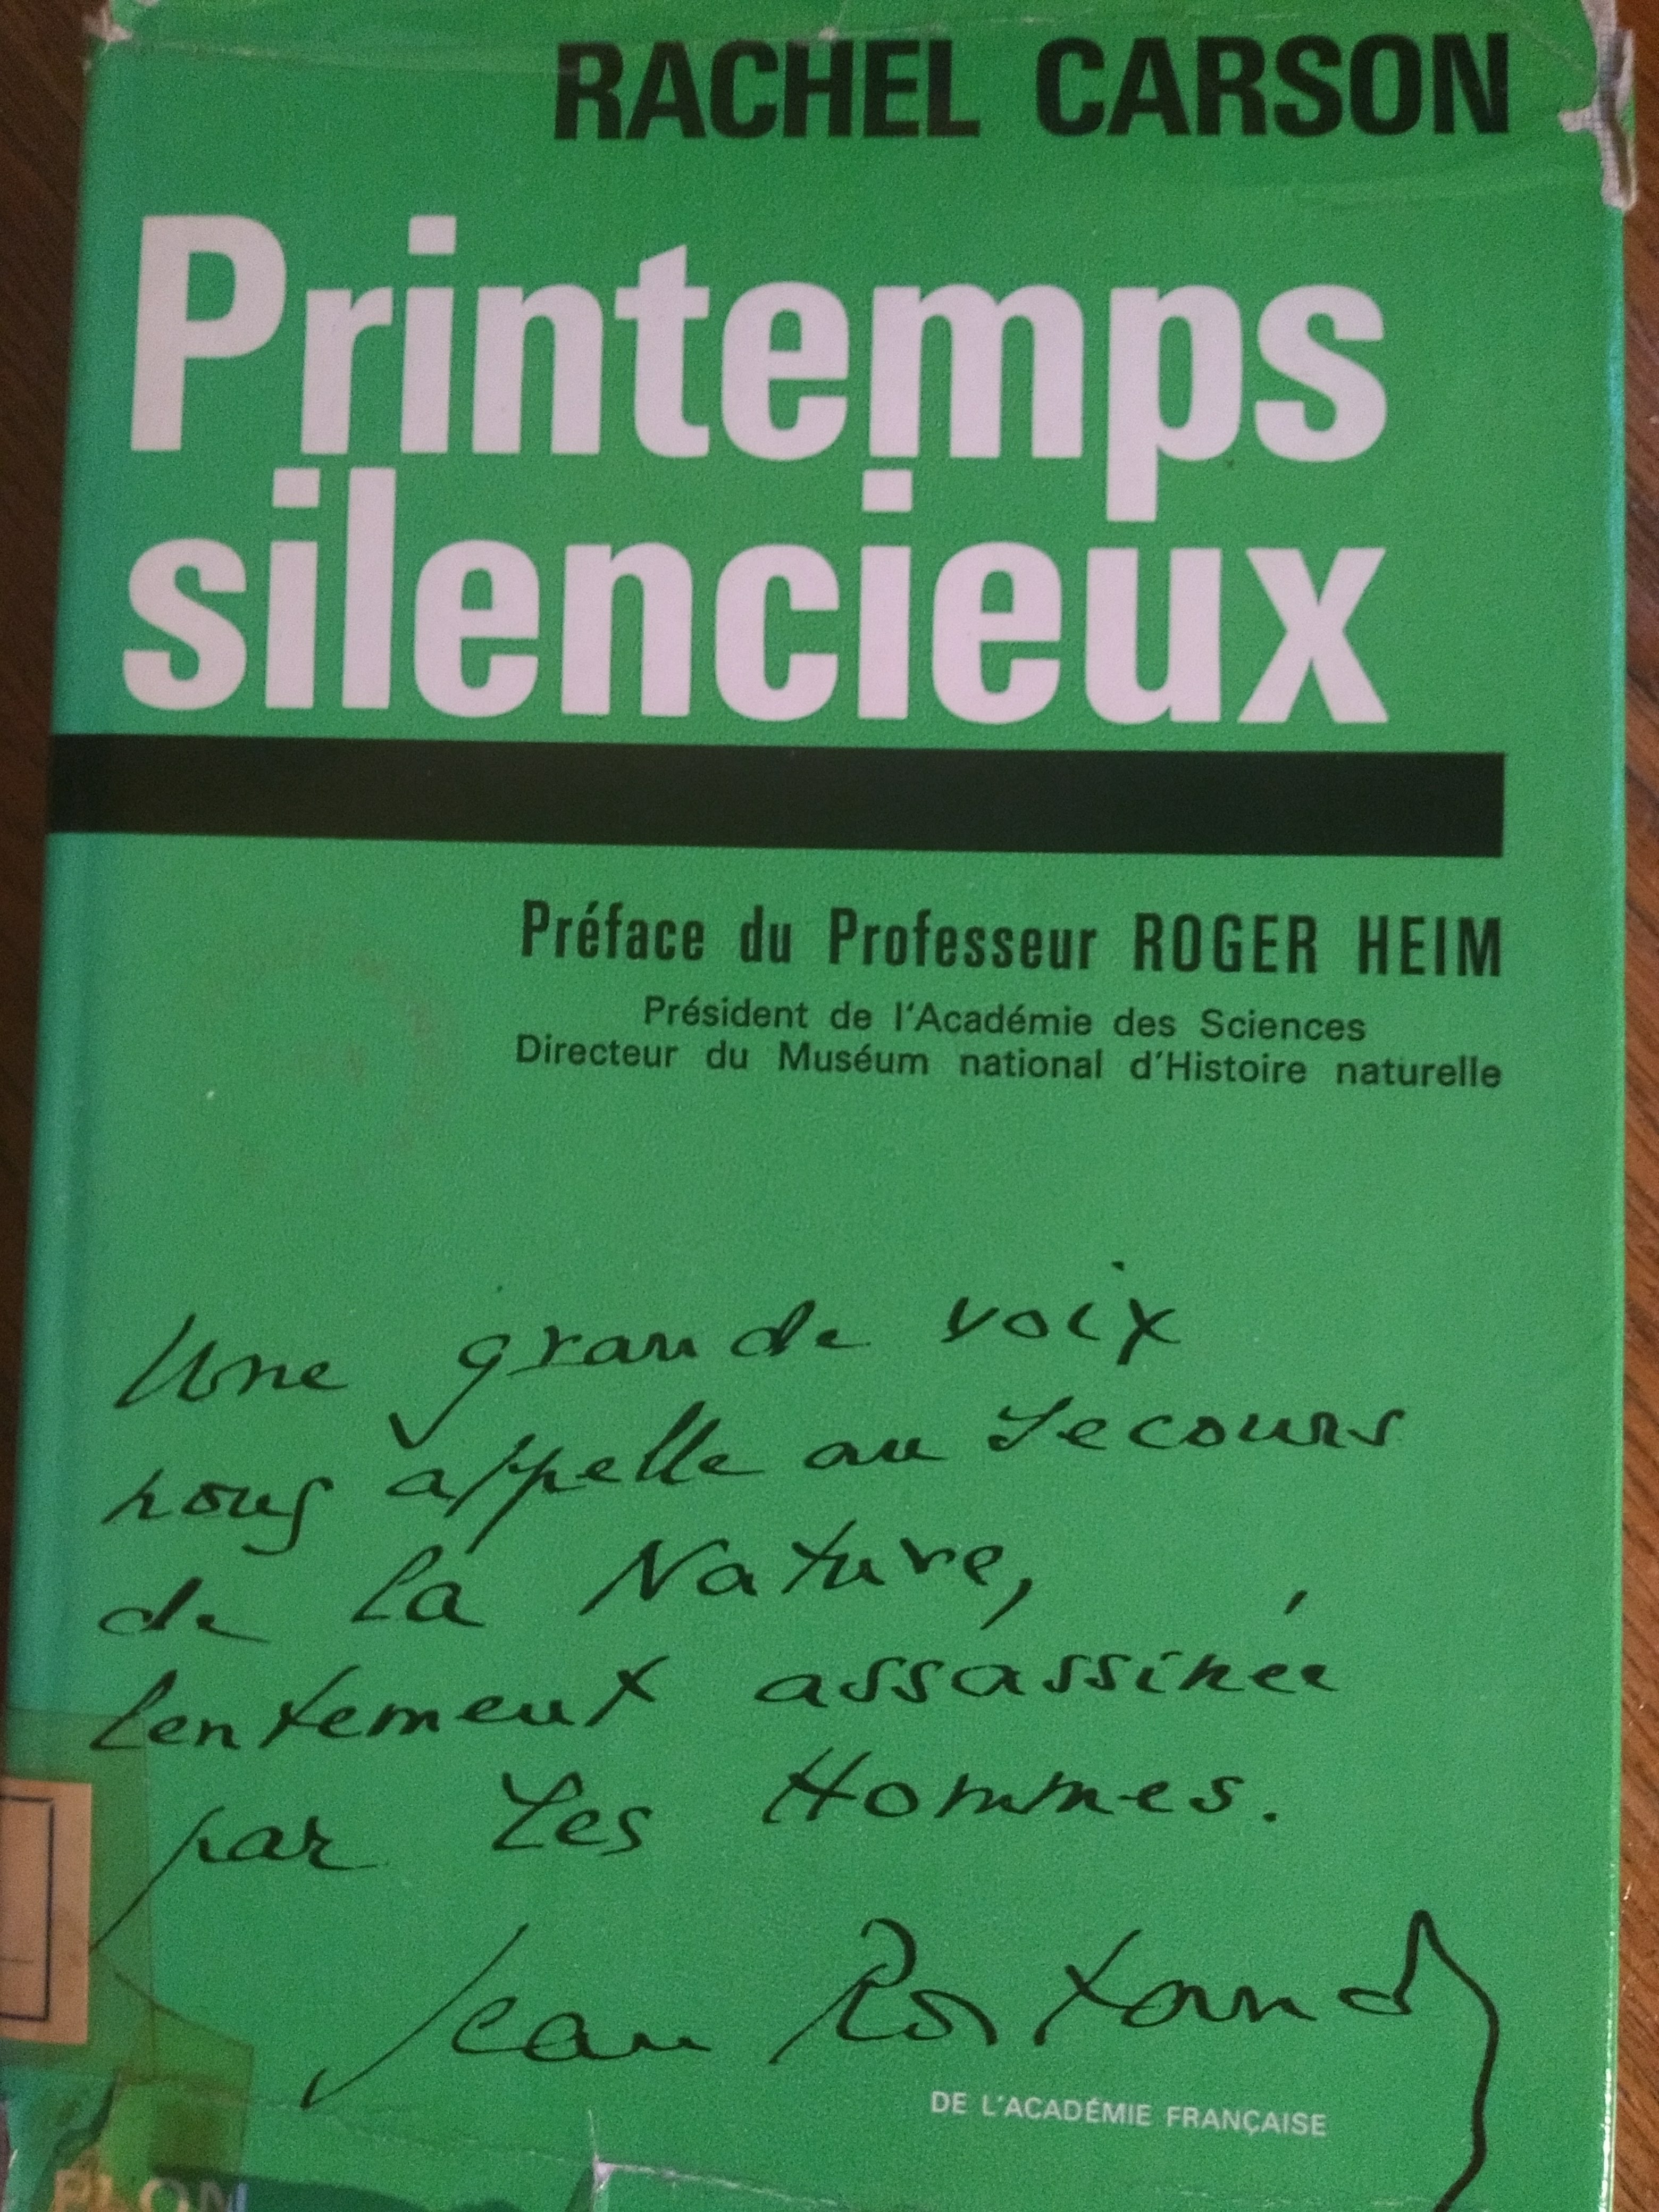 RACHEL CARSON
Printemps
silencieux
Préface du Professeur ROGER HEIM
Président de l'Académie des Sciences
Directeur du Muséum national d'Histoire naturelle
Une grande voix
nous appelle au secours
de la Nature,
lentement assassinée
par les Hommes.
Jean Rostand
DE L'ACADÉMIE FRANÇAISE
PLON